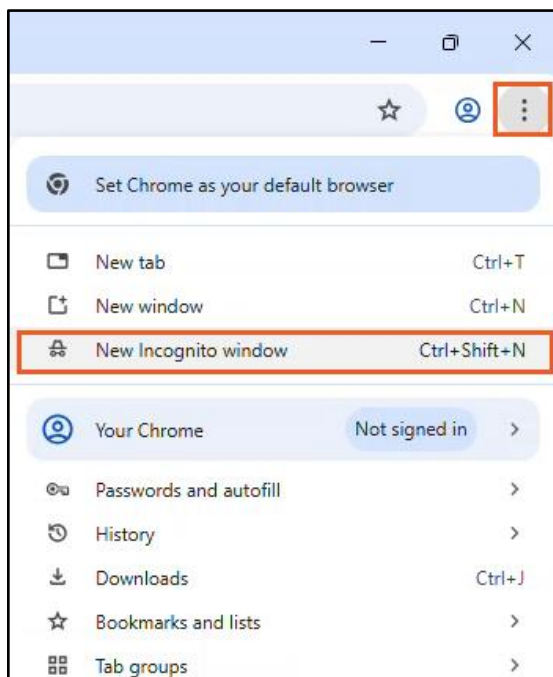 Set Chrome as your default browser
New tab Ctrl+T
New window Ctrl+N
New Incognito window Ctrl+Shift+N
Your Chrome Not signed in
Passwords and autofill
History
Downloads Ctrl+J
Bookmarks and lists
Tab groups